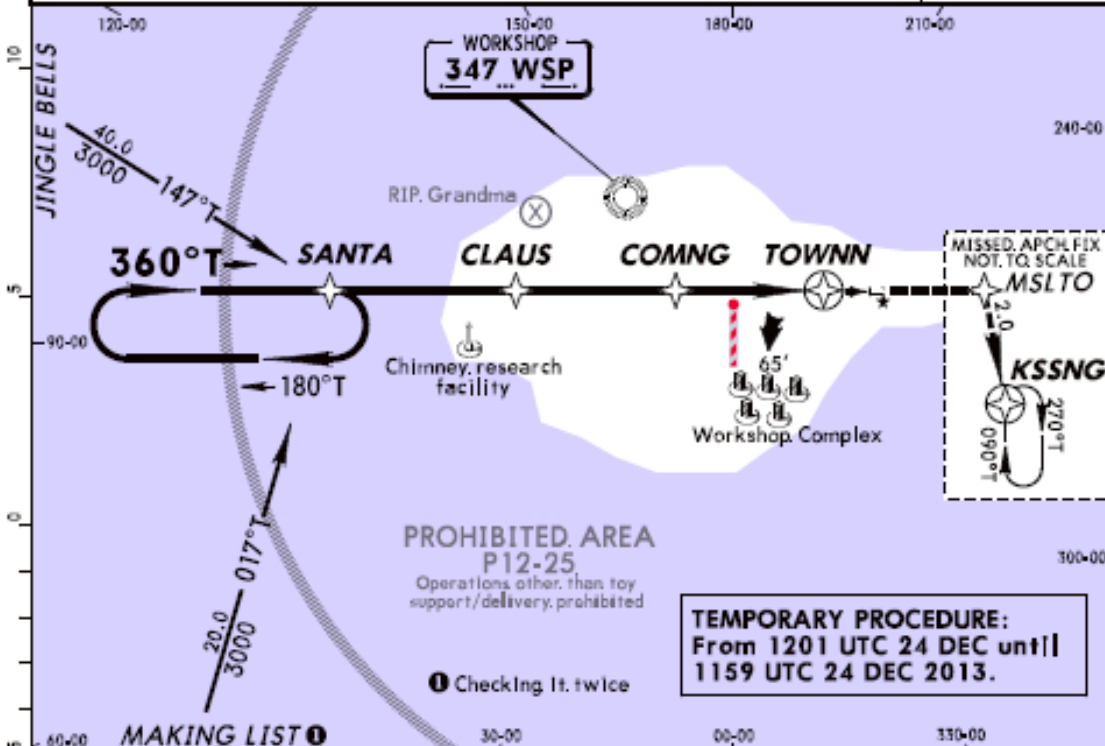 120-00
150-00
180-00
210-00
10
JINGLE BELLS
WORKSHOP
347 WSP
240-00
40.0
3000
147°T
RIP. Grandma
360°T
SANTA
CLAUS
COMNG
TOWNN
MISSED. APCH. FIX
NOT. TO. SCALE
MSLTO
5
2.0
90-00
180°T
Chimney. research
facility
65'
Workshop. Complex
KSSNG
270°T
090°T
0
017°T
20.0
3000
PROHIBITED. AREA
P12-25
Operations. other. than toy
support/delivery. prohibited
300-00
TEMPORARY PROCEDURE:
From 1201 UTC 24 DEC until
1159 UTC 24 DEC 2013.
1 Checking. it. twice
MAKING LIST 1
5
60-00
30-00
00-00
330-00